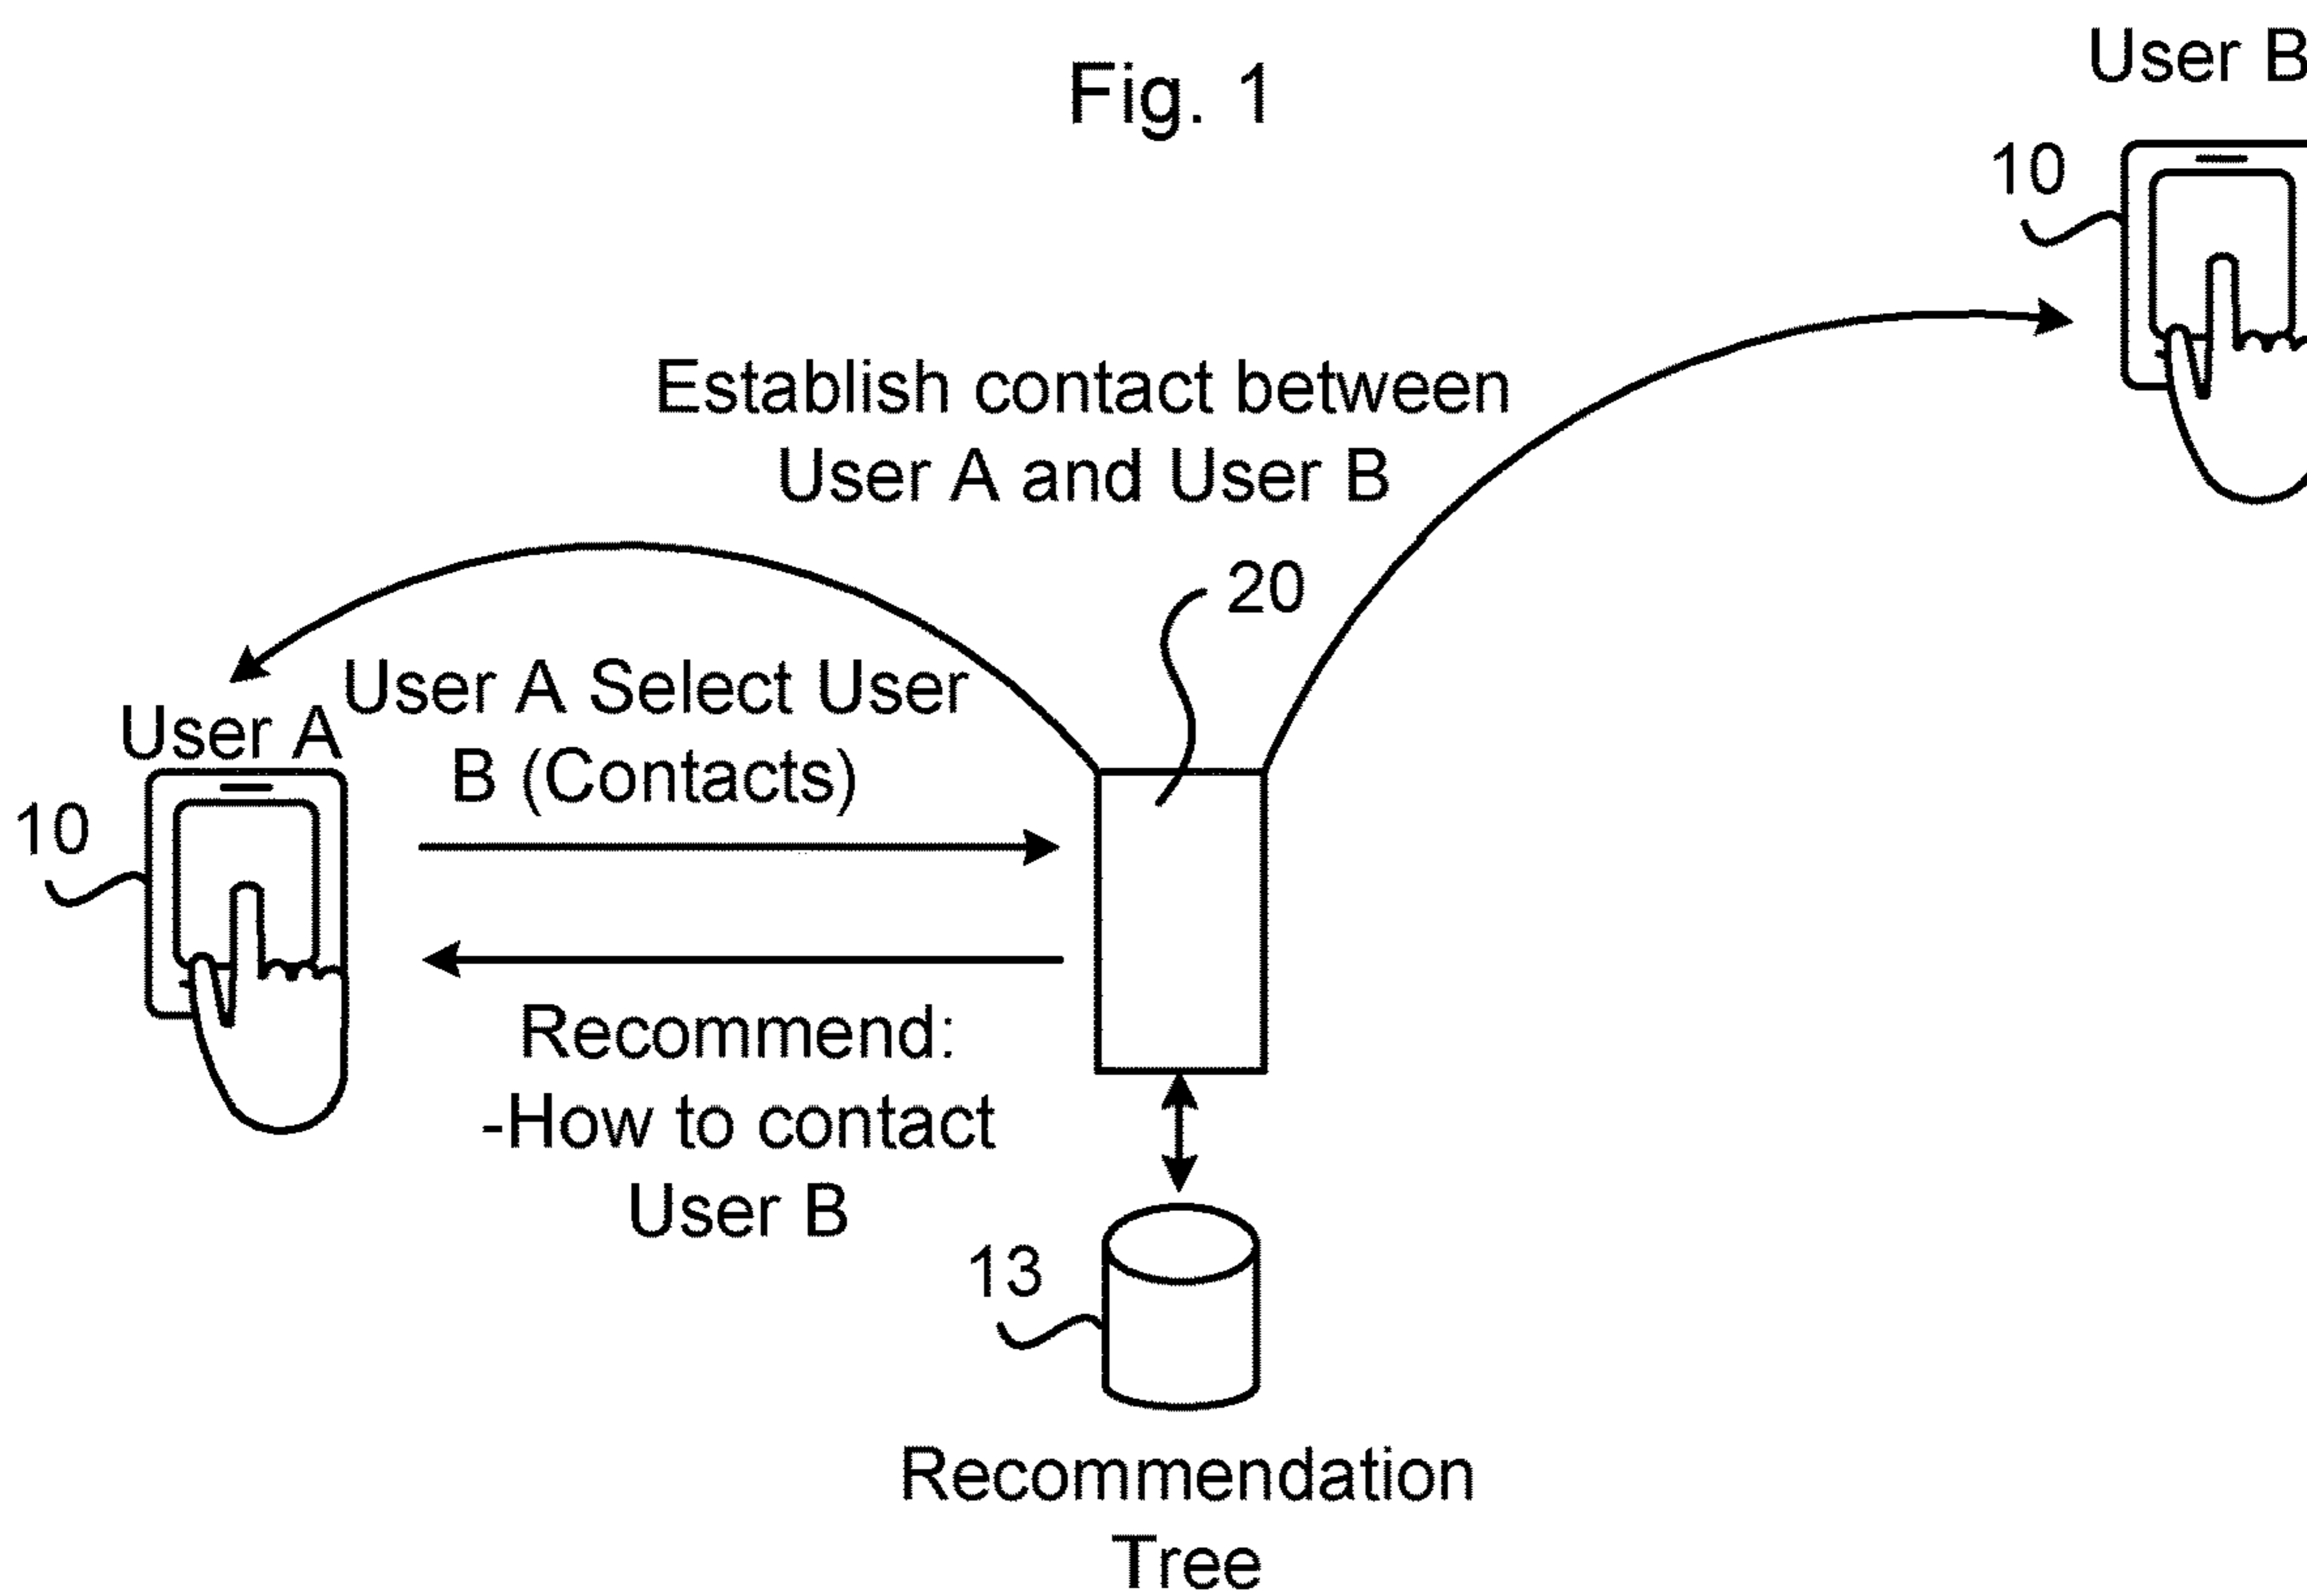 Fig. 1
User B
10
Establish contact between
User A and User B
20
User A Select User
B (Contacts)
User A
10
Recommend:
-How to contact
User B
13
Recommendation
Tree